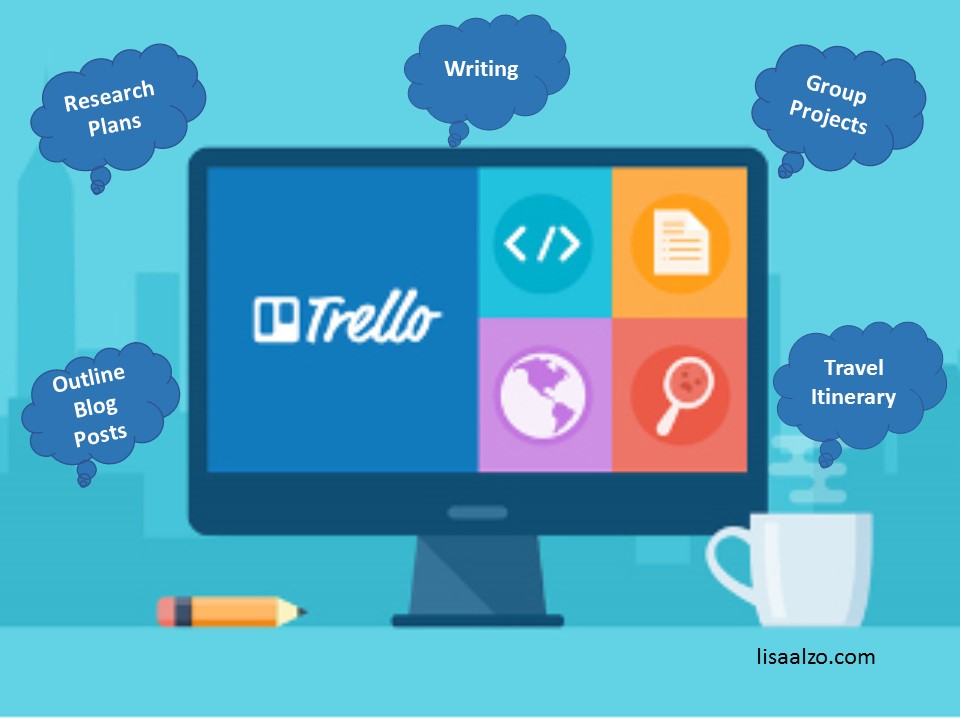 Writing
Research
Plans
Group
Projects
Trello
Outline
Blog
Posts
Travel
Itinerary
lisaalzo.com